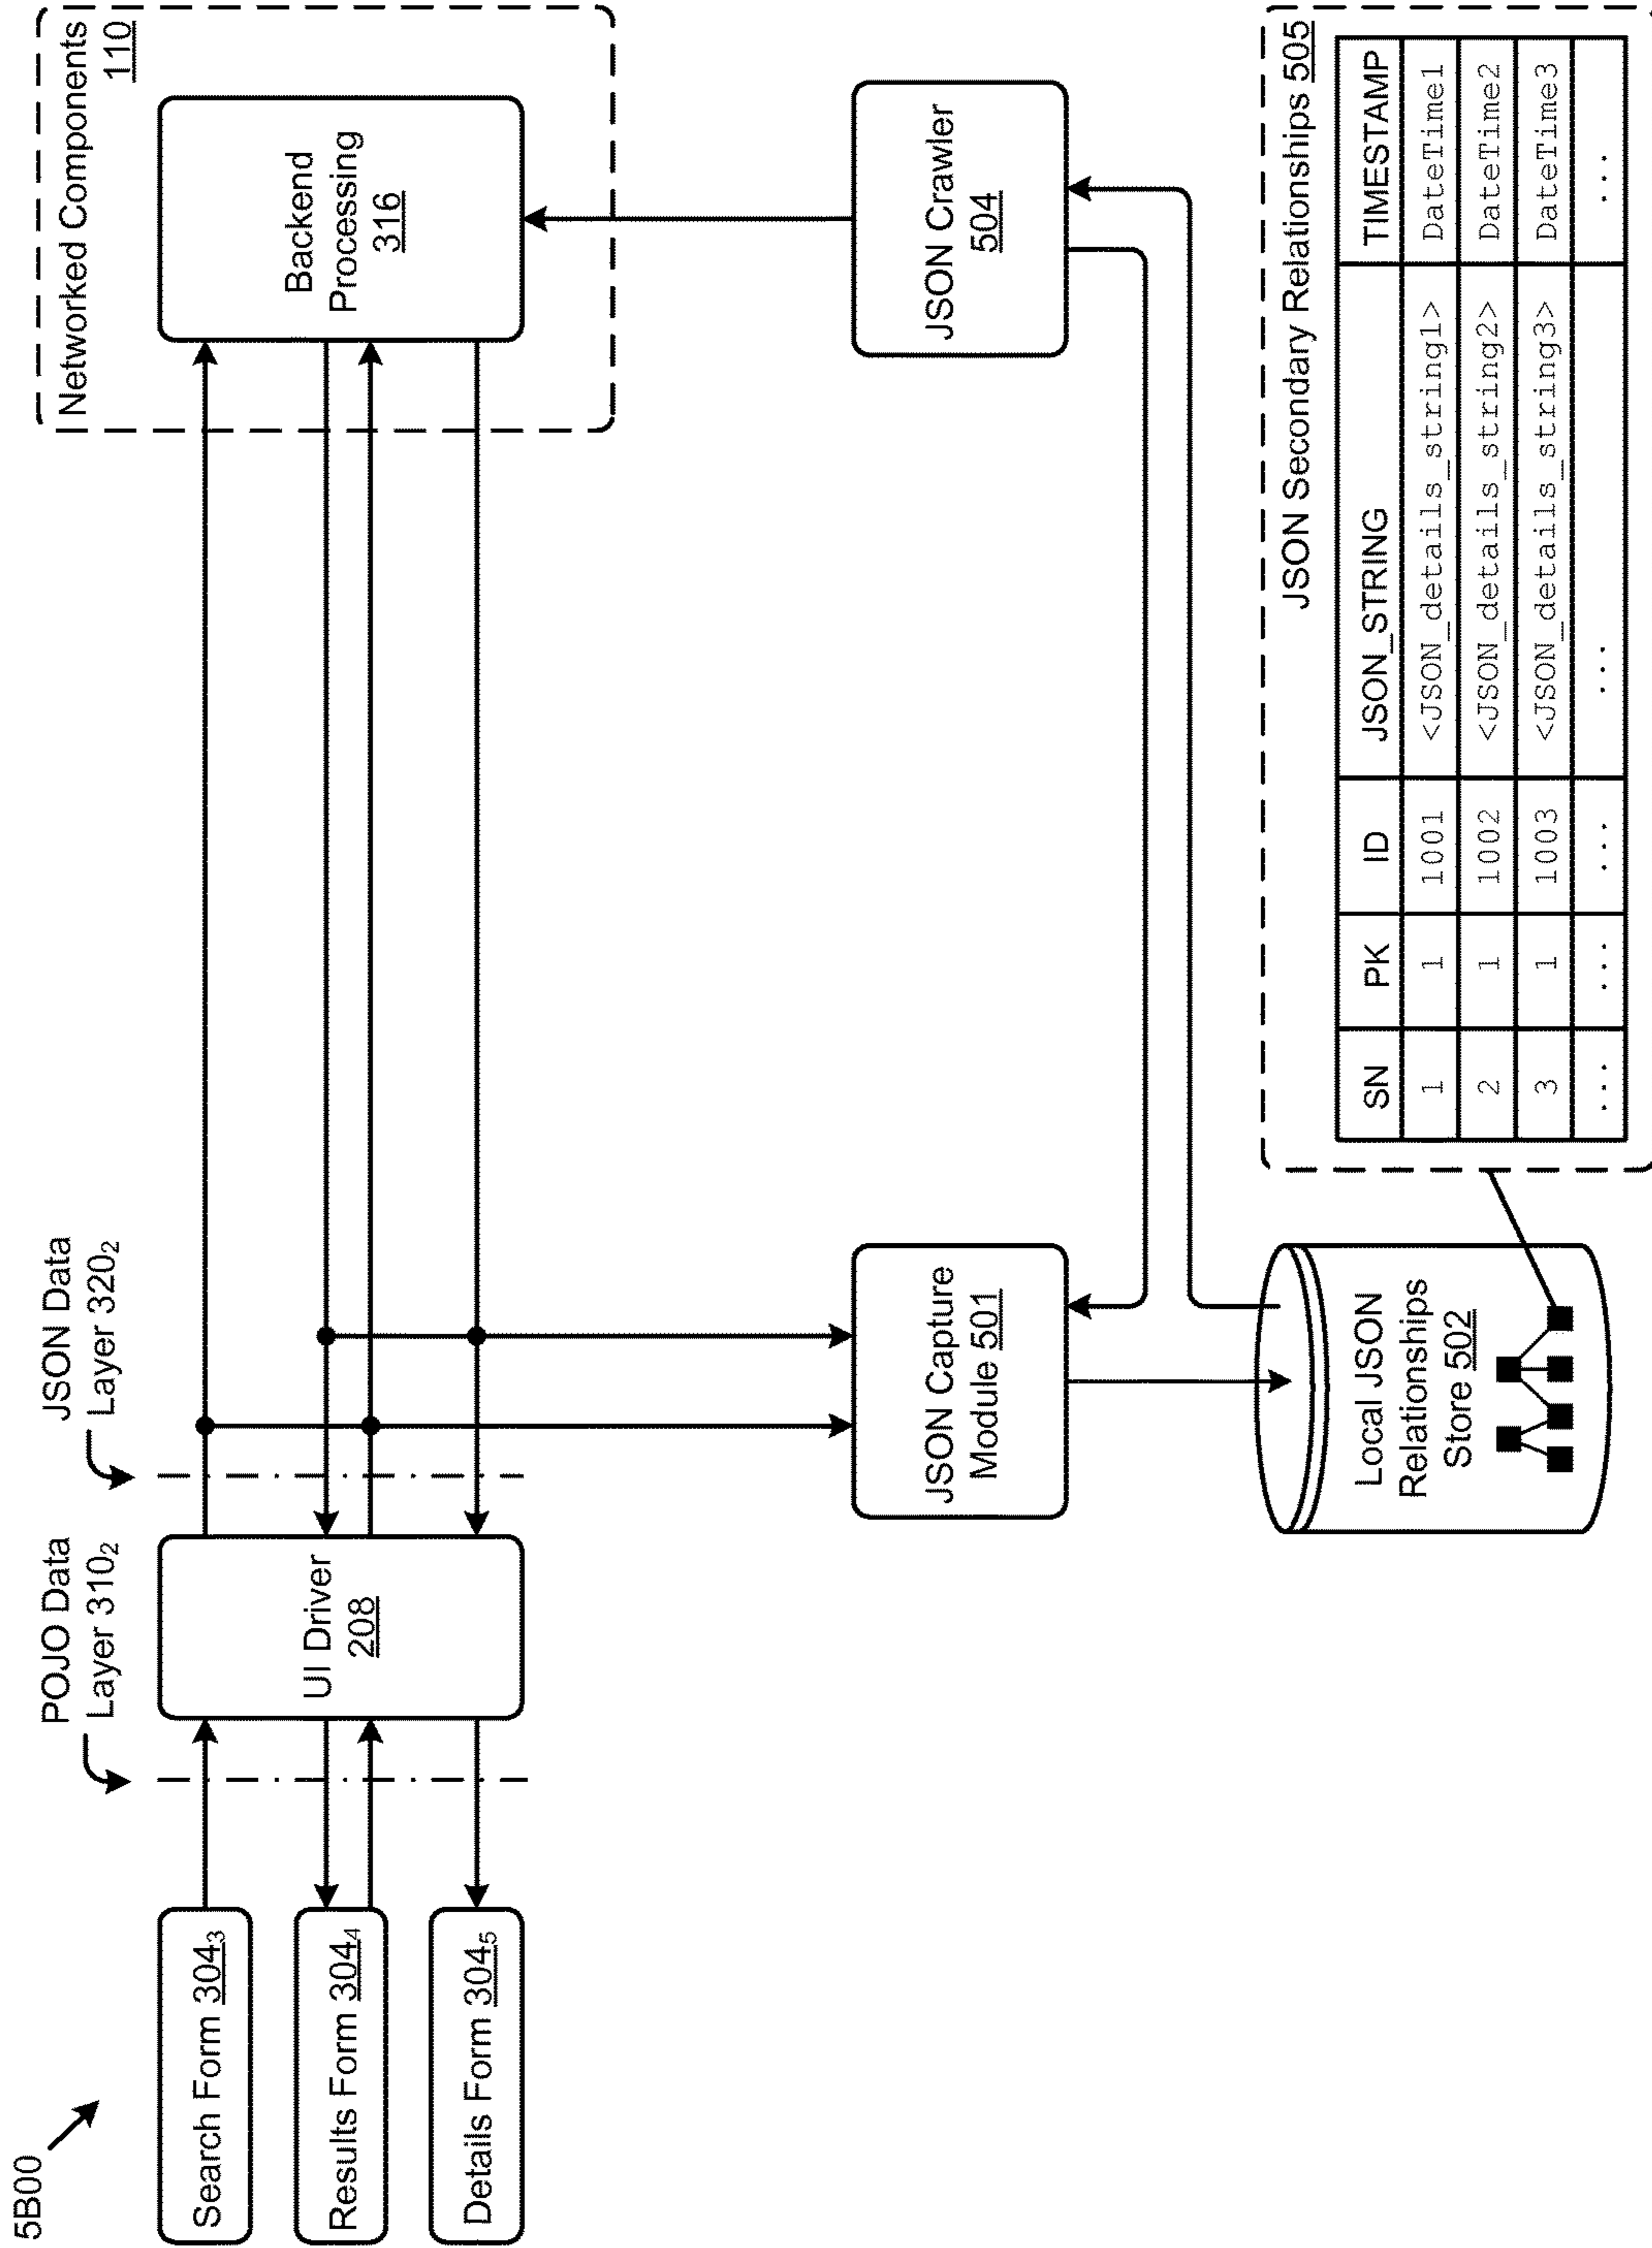 5B00
POJO Data
Layer 310₂
JSON Data
Layer 320₂
Networked Components
110
Search Form 304₃
Results Form 304₄
Details Form 304₅
UI Driver
208
Backend
Processing
316
JSON Capture
Module 501
JSON Crawler
504
Local JSON
Relationships
Store 502
JSON Secondary Relationships 505
SN PK ID JSON_STRING TIMESTAMP
1 1 1001 <JSON_details_string1> DateTime1
2 1 1002 <JSON_details_string2> DateTime2
3 1 1003 <JSON_details_string3> DateTime3
... ... ... ... ...